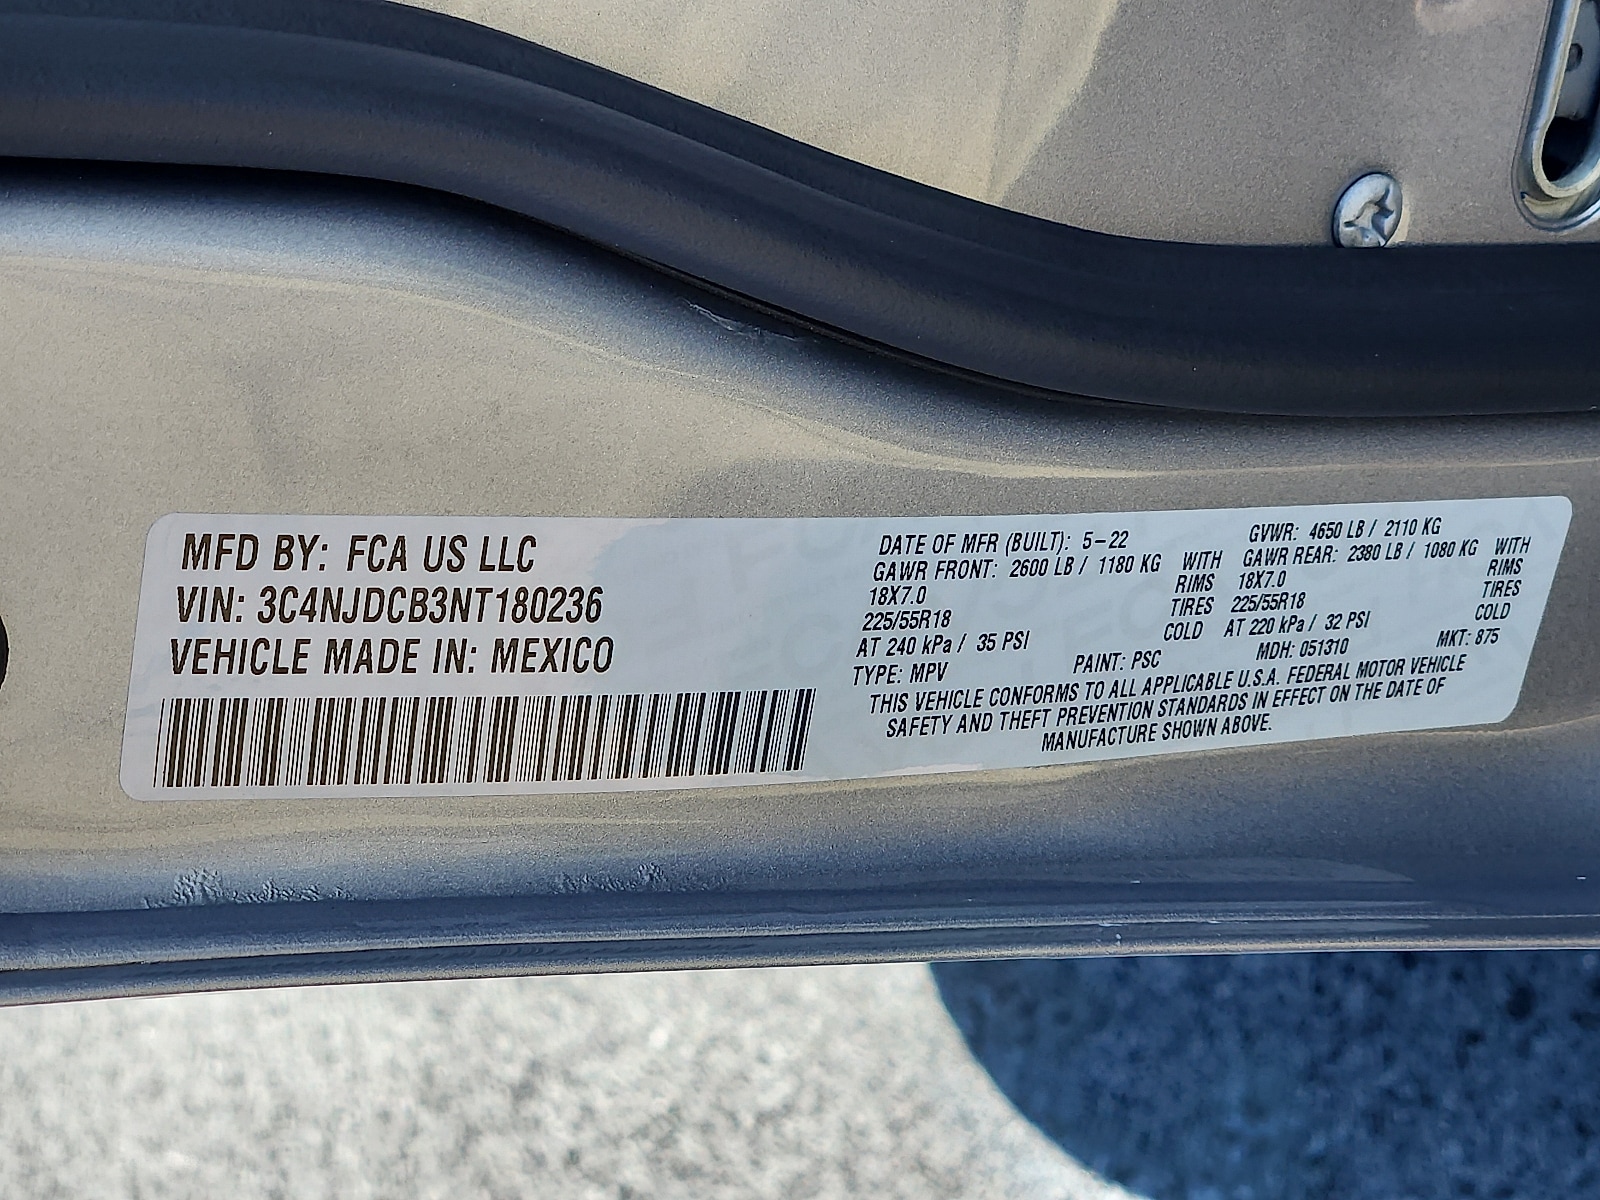 MFD BY: FCA US LLC
VIN: 3C4NJDCB3NT180236
VEHICLE MADE IN: MEXICO
DATE OF MFR (BUILT): 5-22 GVWR: 4650 LB / 2110 KG
GAWR FRONT: 2600 LB / 1180 KG WITH GAWR REAR: 2380 LB / 1080 KG WITH
18X7.0 RIMS 18X7.0 RIMS
225/55R18 TIRES 225/55R18 TIRES
AT 240 kPa / 35 PSI COLD AT 220 kPa / 32 PSI COLD
TYPE: MPV PAINT: PSC MDH: 051310 MKT: 875
THIS VEHICLE CONFORMS TO ALL APPLICABLE U.S.A. FEDERAL MOTOR VEHICLE
SAFETY AND THEFT PREVENTION STANDARDS IN EFFECT ON THE DATE OF
MANUFACTURE SHOWN ABOVE.